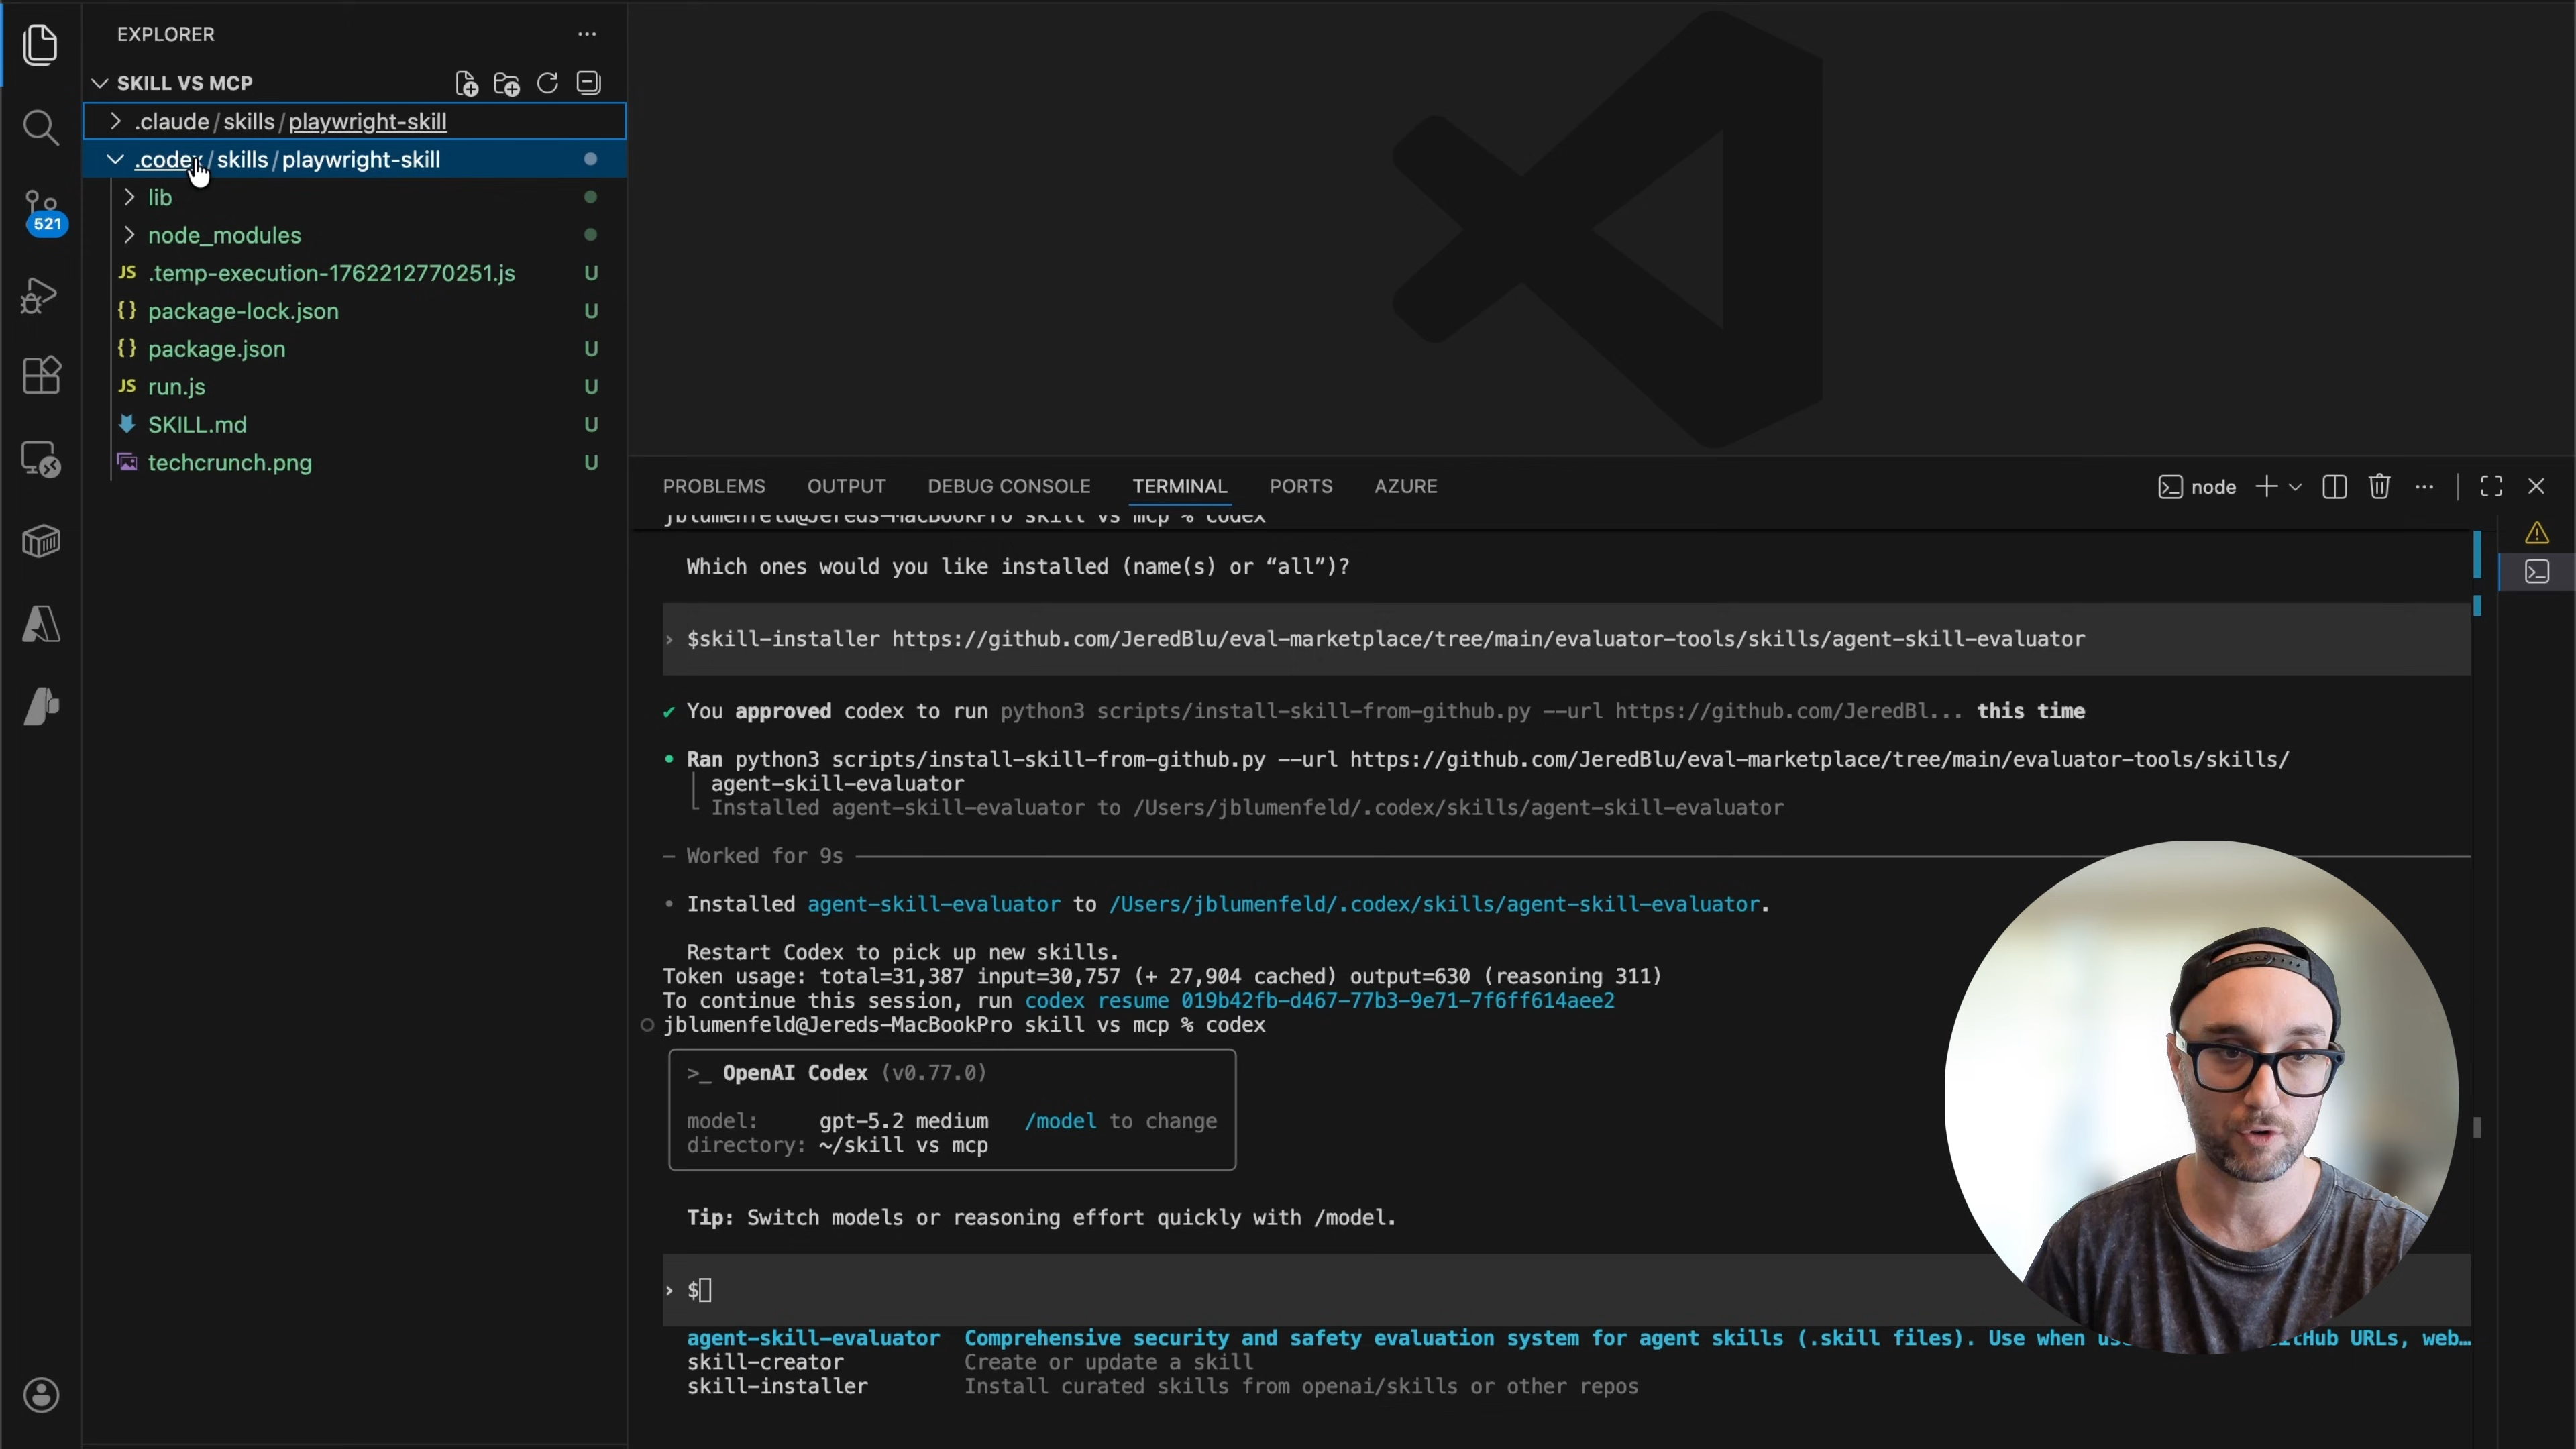 EXPLORER
SKILL VS MCP
.claude / skills / playwright-skill
.codex / skills / playwright-skill
lib
node_modules
JS .temp-execution-1762212770251.js U
{} package-lock.json U
{} package.json U
JS run.js U
SKILL.md U
techcrunch.png U
521
PROBLEMS OUTPUT DEBUG CONSOLE TERMINAL PORTS AZURE
node
jblumenfeld@Jereds-MacBookPro skill vs mcp % codex
Which ones would you like installed (name(s) or “all”)?
› $skill-installer https://github.com/JeredBlu/eval-marketplace/tree/main/evaluator-tools/skills/agent-skill-evaluator
✔ You approved codex to run python3 scripts/install-skill-from-github.py --url https://github.com/JeredBl... this time
• Ran python3 scripts/install-skill-from-github.py --url https://github.com/JeredBlu/eval-marketplace/tree/main/evaluator-tools/skills/
│ agent-skill-evaluator
└ Installed agent-skill-evaluator to /Users/jblumenfeld/.codex/skills/agent-skill-evaluator
─ Worked for 9s
• Installed agent-skill-evaluator to /Users/jblumenfeld/.codex/skills/agent-skill-evaluator.
Restart Codex to pick up new skills.
Token usage: total=31,387 input=30,757 (+ 27,904 cached) output=630 (reasoning 311)
To continue this session, run codex resume 019b42fb-d467-77b3-9e71-7f6ff614aee2
jblumenfeld@Jereds-MacBookPro skill vs mcp % codex
>_ OpenAI Codex (v0.77.0)
model: gpt-5.2 medium /model to change
directory: ~/skill vs mcp
Tip: Switch models or reasoning effort quickly with /model.
› $
agent-skill-evaluator Comprehensive security and safety evaluation system for agent skills (.skill files). Use when URLs, web…
skill-creator Create or update a skill
skill-installer Install curated skills from openai/skills or other repos